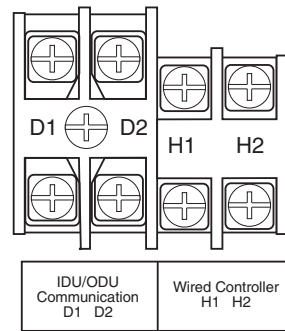 D1 D2
H1 H2
IDU/ODU
Communication
D1 D2
Wired Controller
H1 H2